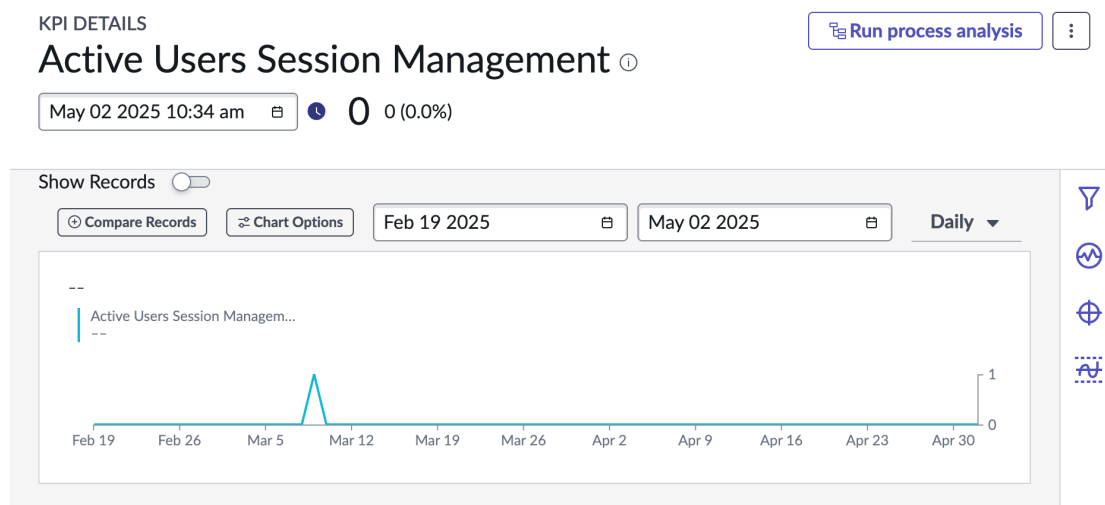 KPI DETAILS
Run process analysis
Active Users Session Management
May 02 2025 10:34 am
0
0 (0.0%)
Show Records
Compare Records
Chart Options
Feb 19 2025
May 02 2025
Daily
--
Active Users Session Managem...
--
1
0
Feb 19 Feb 26 Mar 5 Mar 12 Mar 19 Mar 26 Apr 2 Apr 9 Apr 16 Apr 23 Apr 30